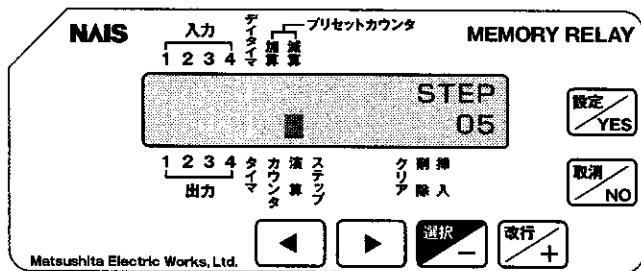 NAiS
入力
プリセットカウンタ
MEMORY RELAY
1 2 3 4
デイタイマ
加算
減算
STEP
05
設定
YES
1 2 3 4
出力
タイマ
カウンタ
演算
ステップ
クリア
削除
挿入
取消
NO
選択
−
改行
+
Matsushita Electric Works, Ltd.